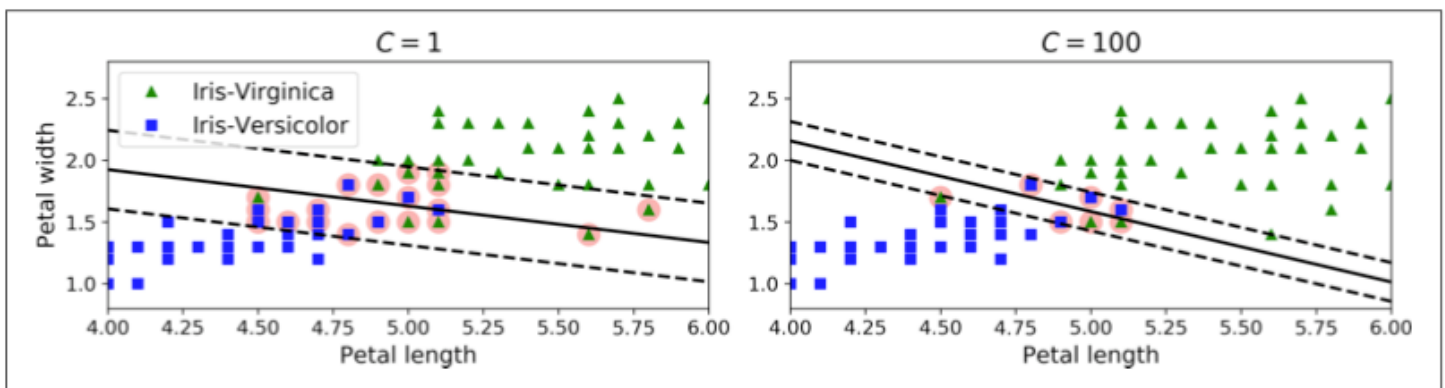 C = 1
C = 100
Iris-Virginica
Iris-Versicolor
Petal width
2.5
2.0
1.5
1.0
4.00 4.25 4.50 4.75 5.00 5.25 5.50 5.75 6.00
Petal length
2.5
2.0
1.5
1.0
4.00 4.25 4.50 4.75 5.00 5.25 5.50 5.75 6.00
Petal length